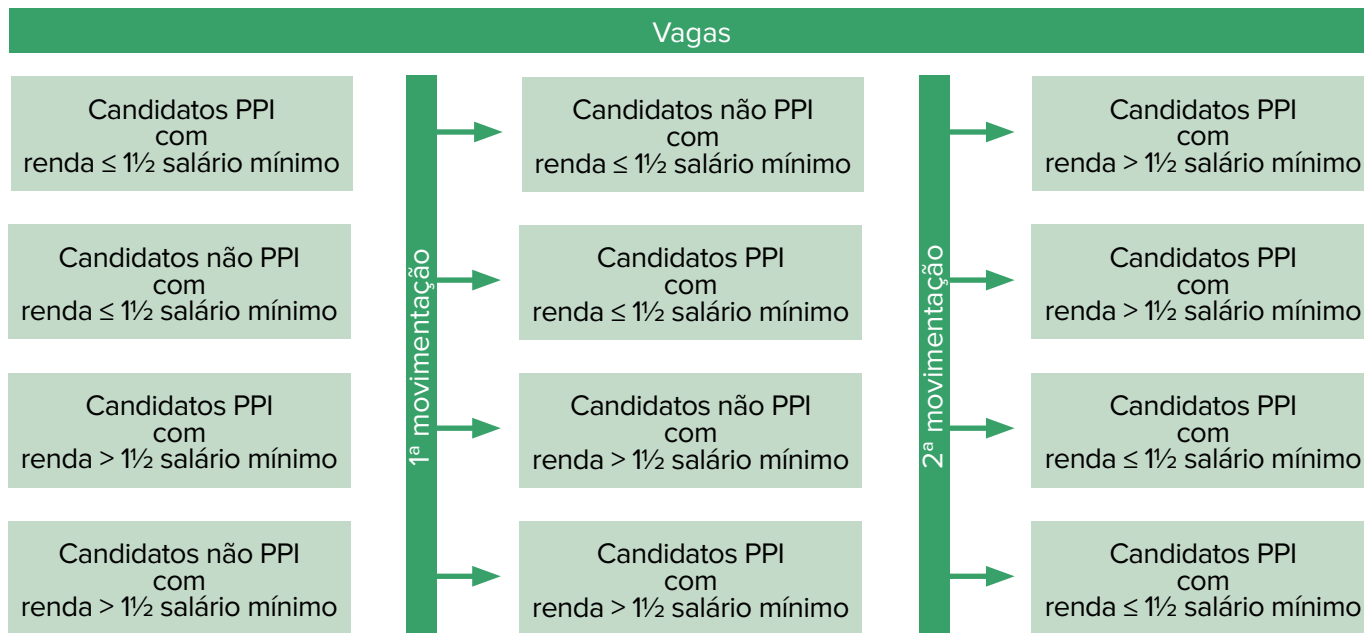 Vagas
Candidatos PPI
com
renda ≤ 1½ salário mínimo
1ª movimentação
Candidatos não PPI
com
renda ≤ 1½ salário mínimo
2ª movimentação
Candidatos PPI
com
renda > 1½ salário mínimo
Candidatos não PPI
com
renda ≤ 1½ salário mínimo
Candidatos PPI
com
renda ≤ 1½ salário mínimo
Candidatos PPI
com
renda > 1½ salário mínimo
Candidatos PPI
com
renda > 1½ salário mínimo
Candidatos não PPI
com
renda > 1½ salário mínimo
Candidatos PPI
com
renda ≤ 1½ salário mínimo
Candidatos não PPI
com
renda > 1½ salário mínimo
Candidatos PPI
com
renda > 1½ salário mínimo
Candidatos PPI
com
renda ≤ 1½ salário mínimo